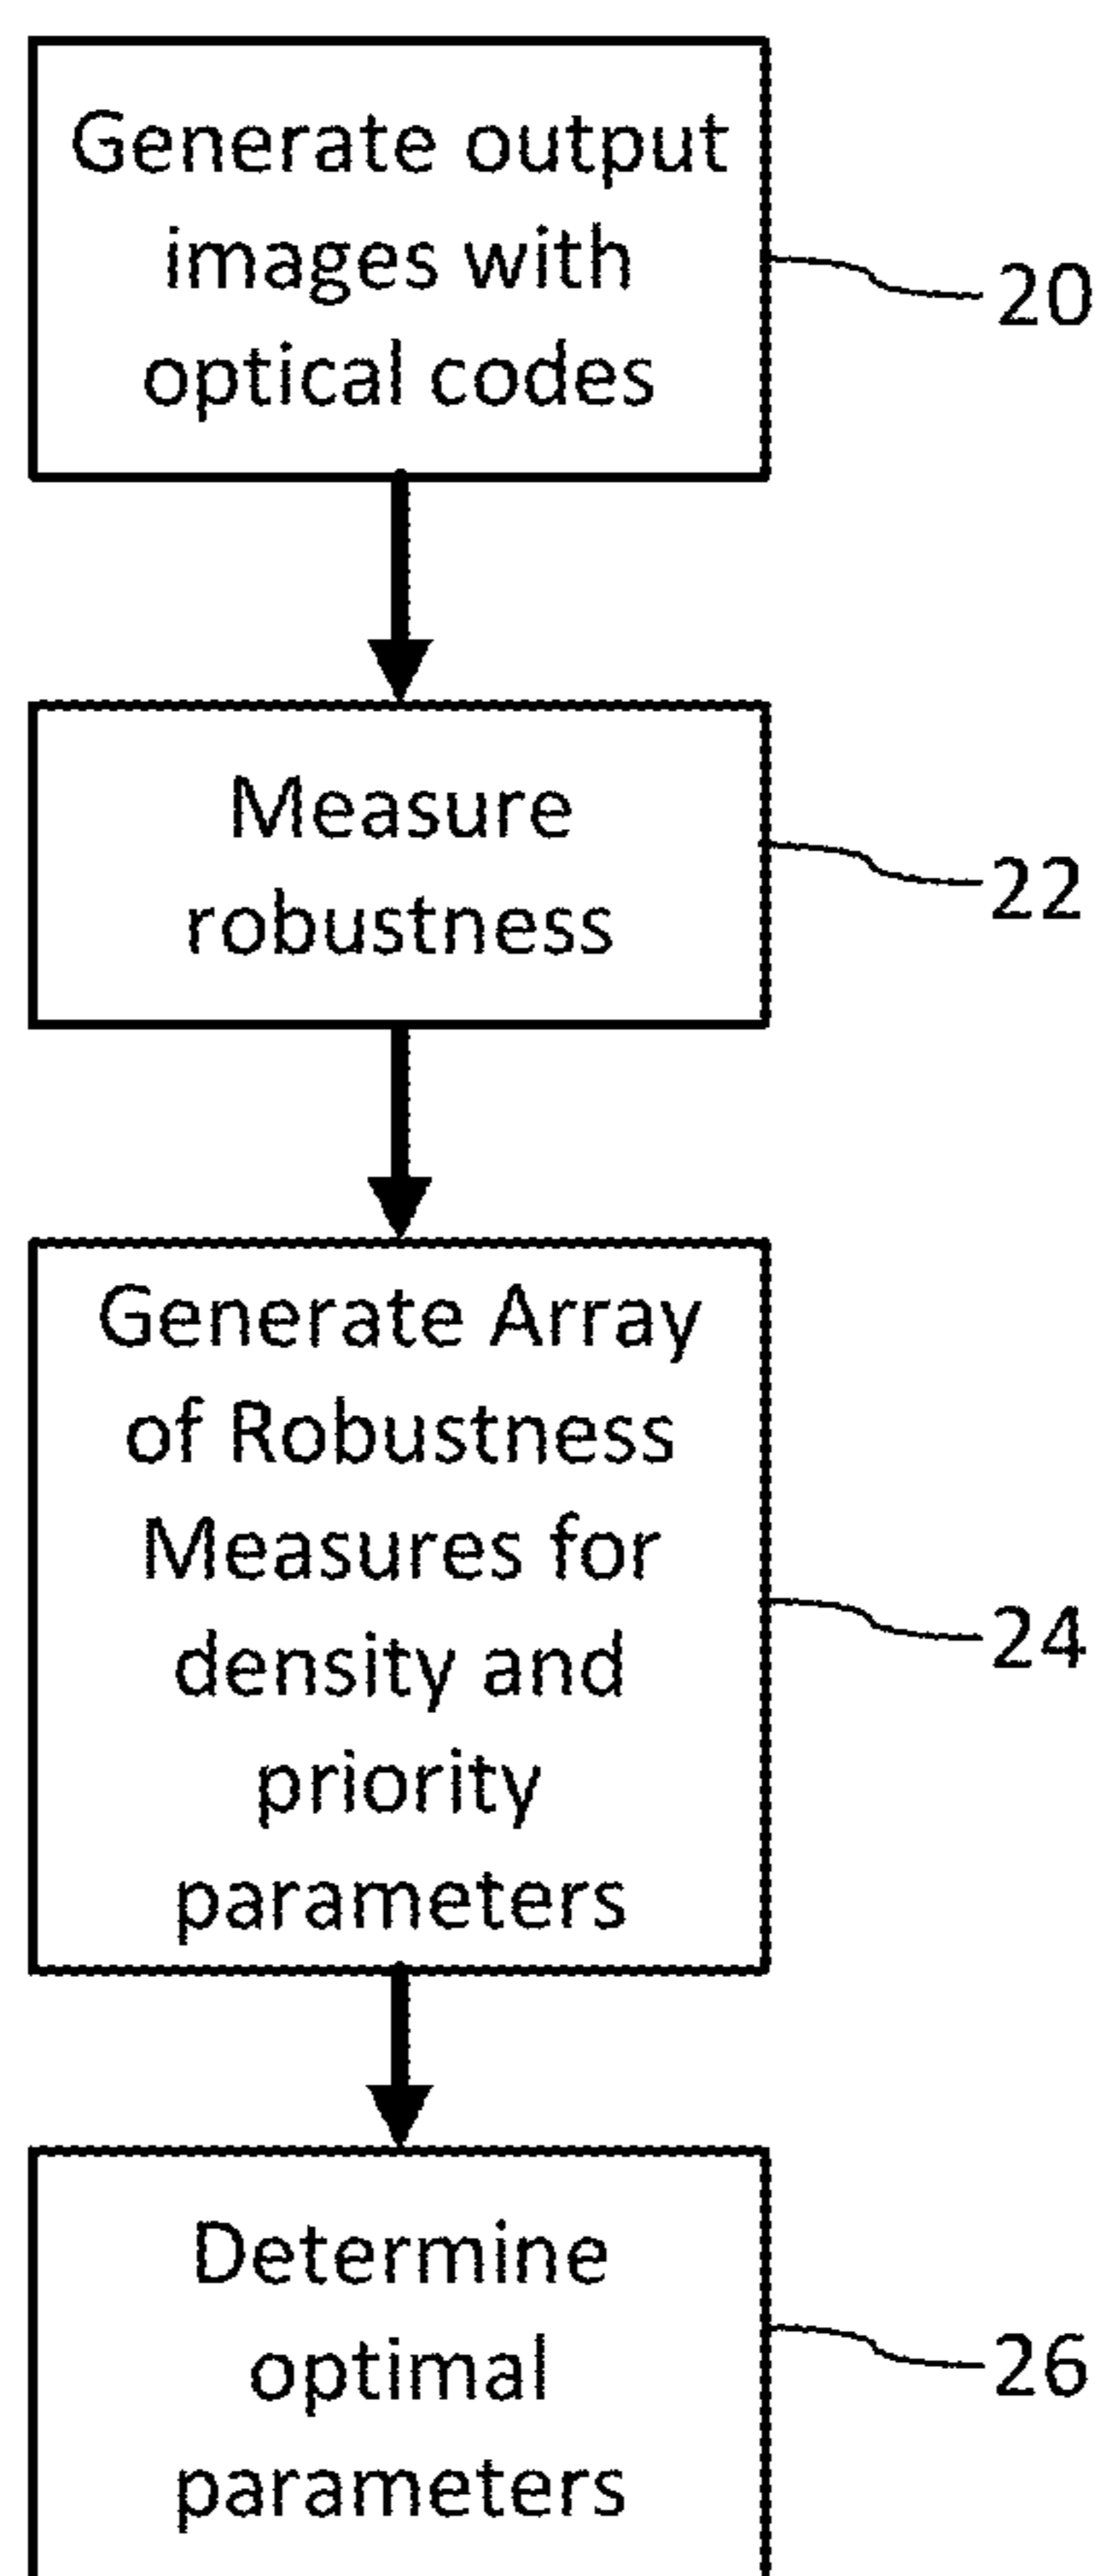 Generate output
images with
optical codes
20
Measure
robustness
22
Generate Array
of Robustness
Measures for
density and
priority
parameters
24
Determine
optimal
parameters
26